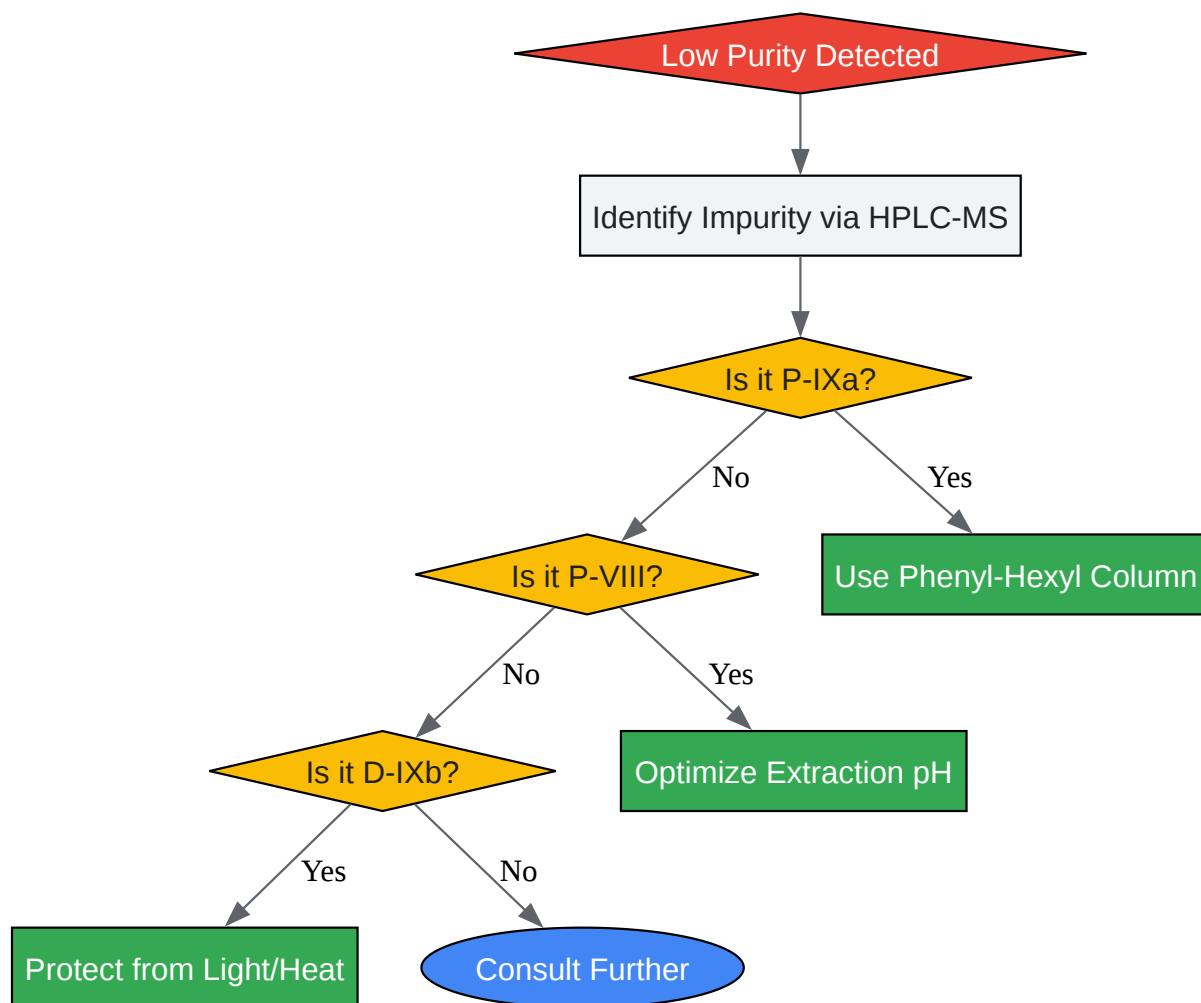 Low Purity Detected
Identify Impurity via HPLC-MS
Is it P-IXa?
No
Yes
Is it P-VIII?
Use Phenyl-Hexyl Column
No
Yes
Is it D-IXb?
Optimize Extraction pH
Yes
No
Protect from Light/Heat
Consult Further